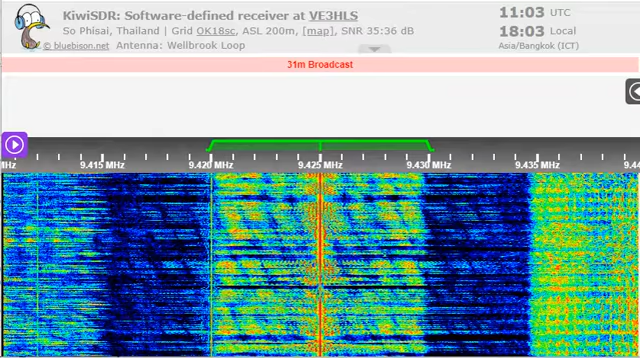 KiwiSDR: Software-defined receiver at VE3HLS
So Phisai, Thailand | Grid OK18sc, ASL 200m, [map], SNR 35:36 dB
© bluebison.net Antenna: Wellbrook Loop
11:03 UTC
18:03 Local
Asia/Bangkok (ICT)
31m Broadcast
MHz 9.415 MHz 9.420 MHz 9.425 MHz 9.430 MHz 9.435 MHz 9.44